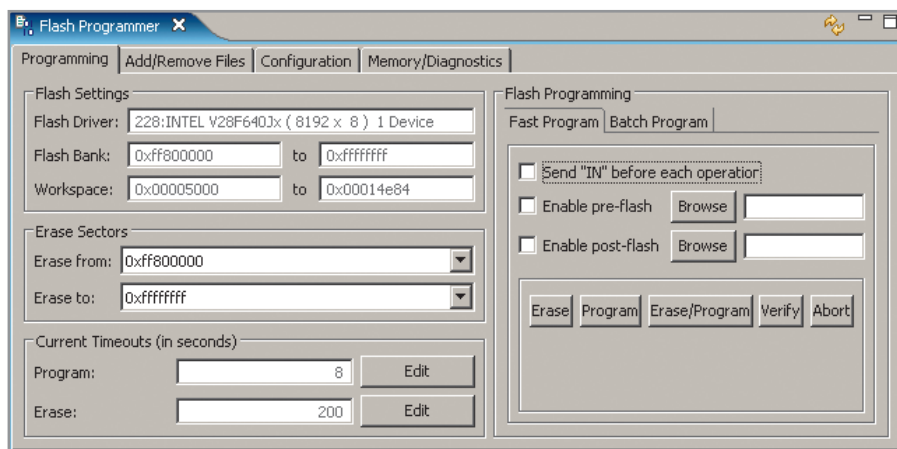 Flash Programmer
Programming Add/Remove Files Configuration Memory/Diagnostics
Flash Settings
Flash Driver: 228:INTEL V28F640Jx ( 8192 x 8 ) 1 Device
Flash Bank: 0xff800000 to 0xffffffff
Workspace: 0x00005000 to 0x00014e84
Erase Sectors
Erase from: 0xff800000
Erase to: 0xffffffff
Current Timeouts (in seconds)
Program: 8 Edit
Erase: 200 Edit
Flash Programming
Fast Program Batch Program
Send "IN" before each operation
Enable pre-flash Browse
Enable post-flash Browse
Erase Program Erase/Program Verify Abort